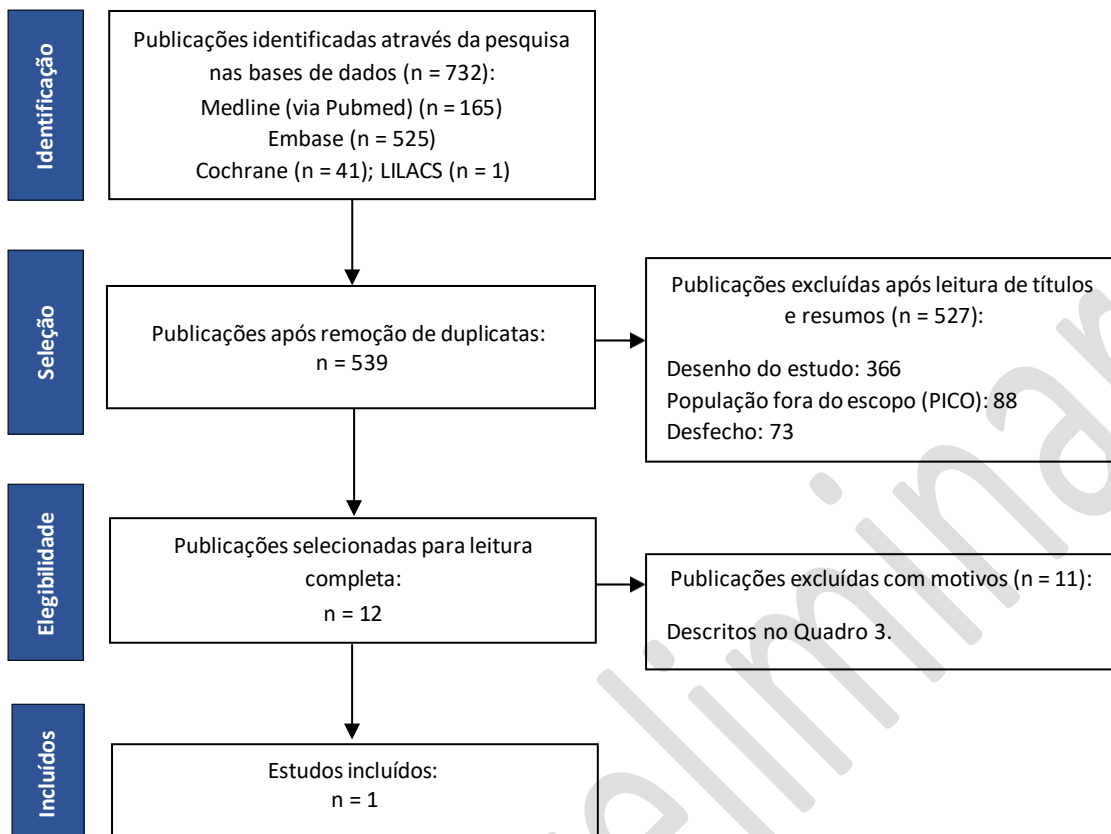 Identificação
Publicações identificadas através da pesquisa
nas bases de dados (n = 732):
Medline (via Pubmed) (n = 165)
Embase (n = 525)
Cochrane (n = 41); LILACS (n = 1)
Seleção
Publicações após remoção de duplicatas:
n = 539
Publicações excluídas após leitura de títulos
e resumos (n = 527):
Desenho do estudo: 366
População fora do escopo (PICO): 88
Desfecho: 73
Elegibilidade
Publicações selecionadas para leitura
completa:
n = 12
Publicações excluídas com motivos (n = 11):
Descritos no Quadro 3.
Incluídos
Estudos incluídos:
n = 1